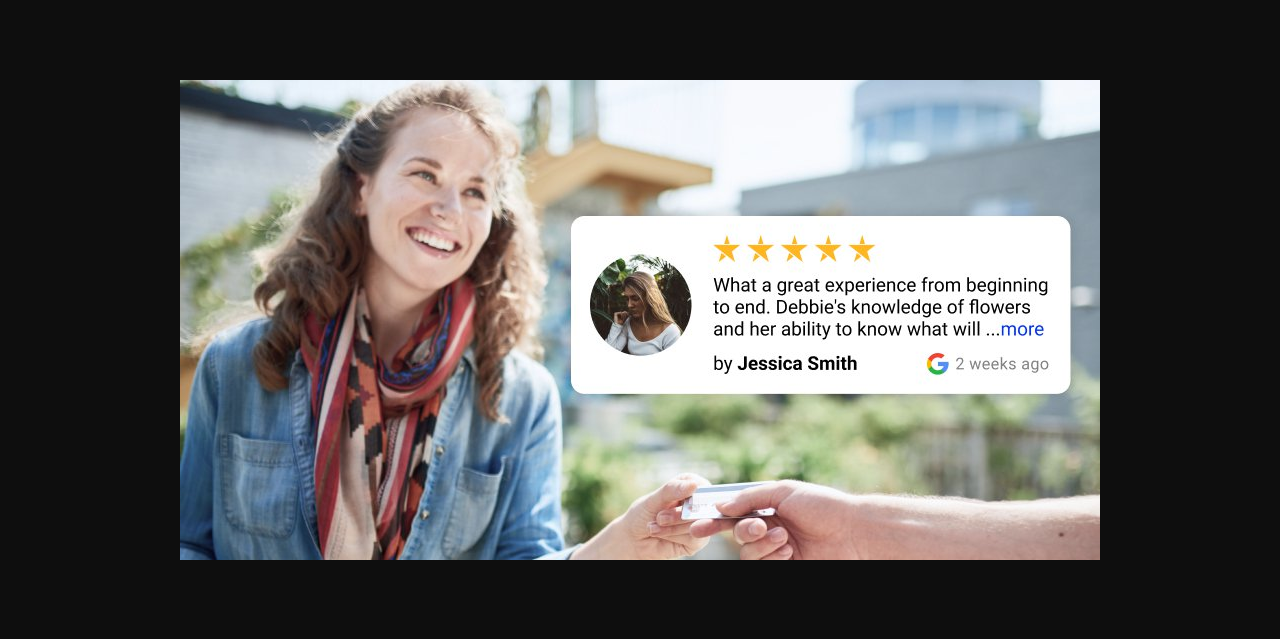 What a great experience from beginning
to end. Debbie's knowledge of flowers
and her ability to know what will ...more
by Jessica Smith
2 weeks ago